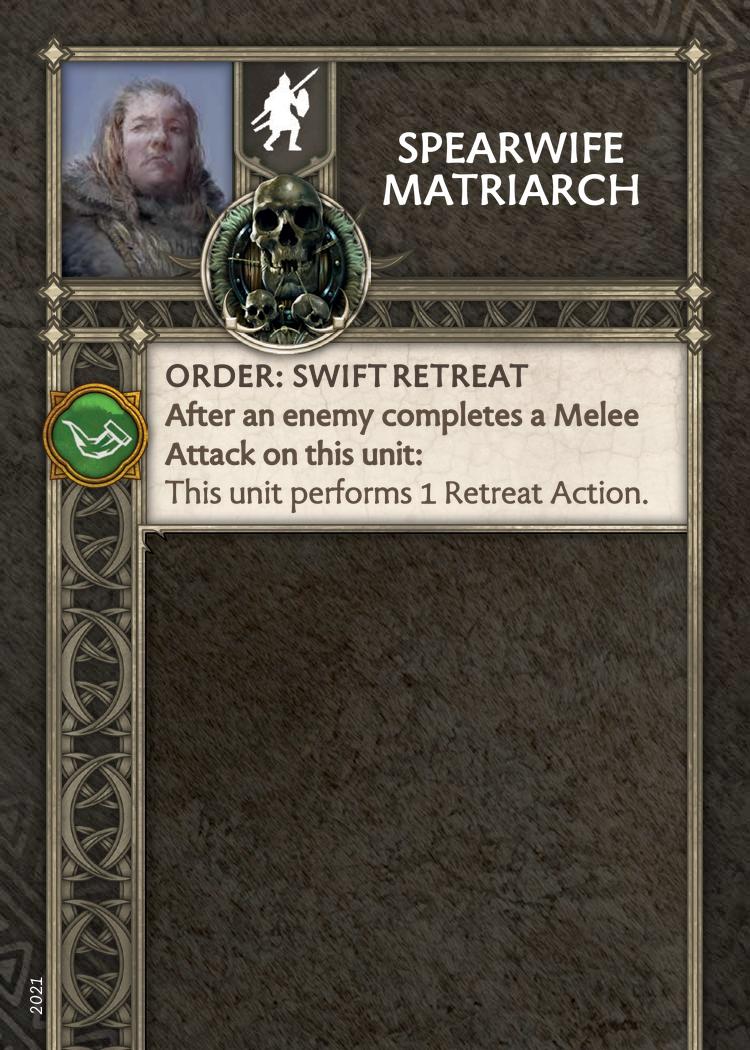 SPEARWIFE
MATRIARCH
ORDER: SWIFT RETREAT
After an enemy completes a Melee
Attack on this unit:
This unit performs 1 Retreat Action.
2021